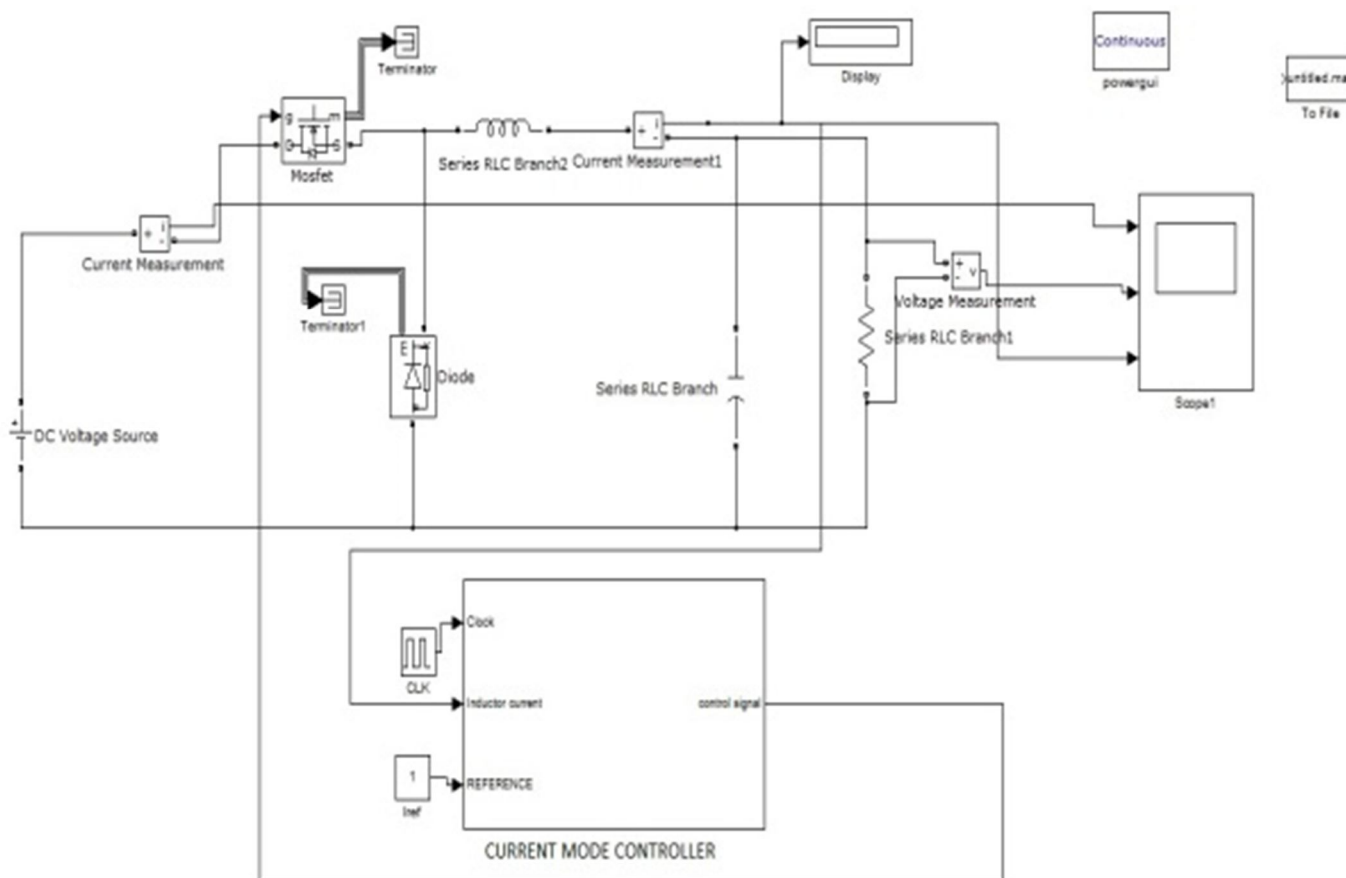 Terminator
Display
Continuous
powergui
untitled.ma
To File
g
m
D
S
Mosfet
+
i
-
Series RLC Branch2
Current Measurement1
+
i
-
Current Measurement
Terminator1
+
v
-
Voltage Measurement
Series RLC Branch1
Diode
Series RLC Branch
Scope1
+
DC Voltage Source
Clock
CLK
Inductor current
control signal
1
REFERENCE
Iref
CURRENT MODE CONTROLLER